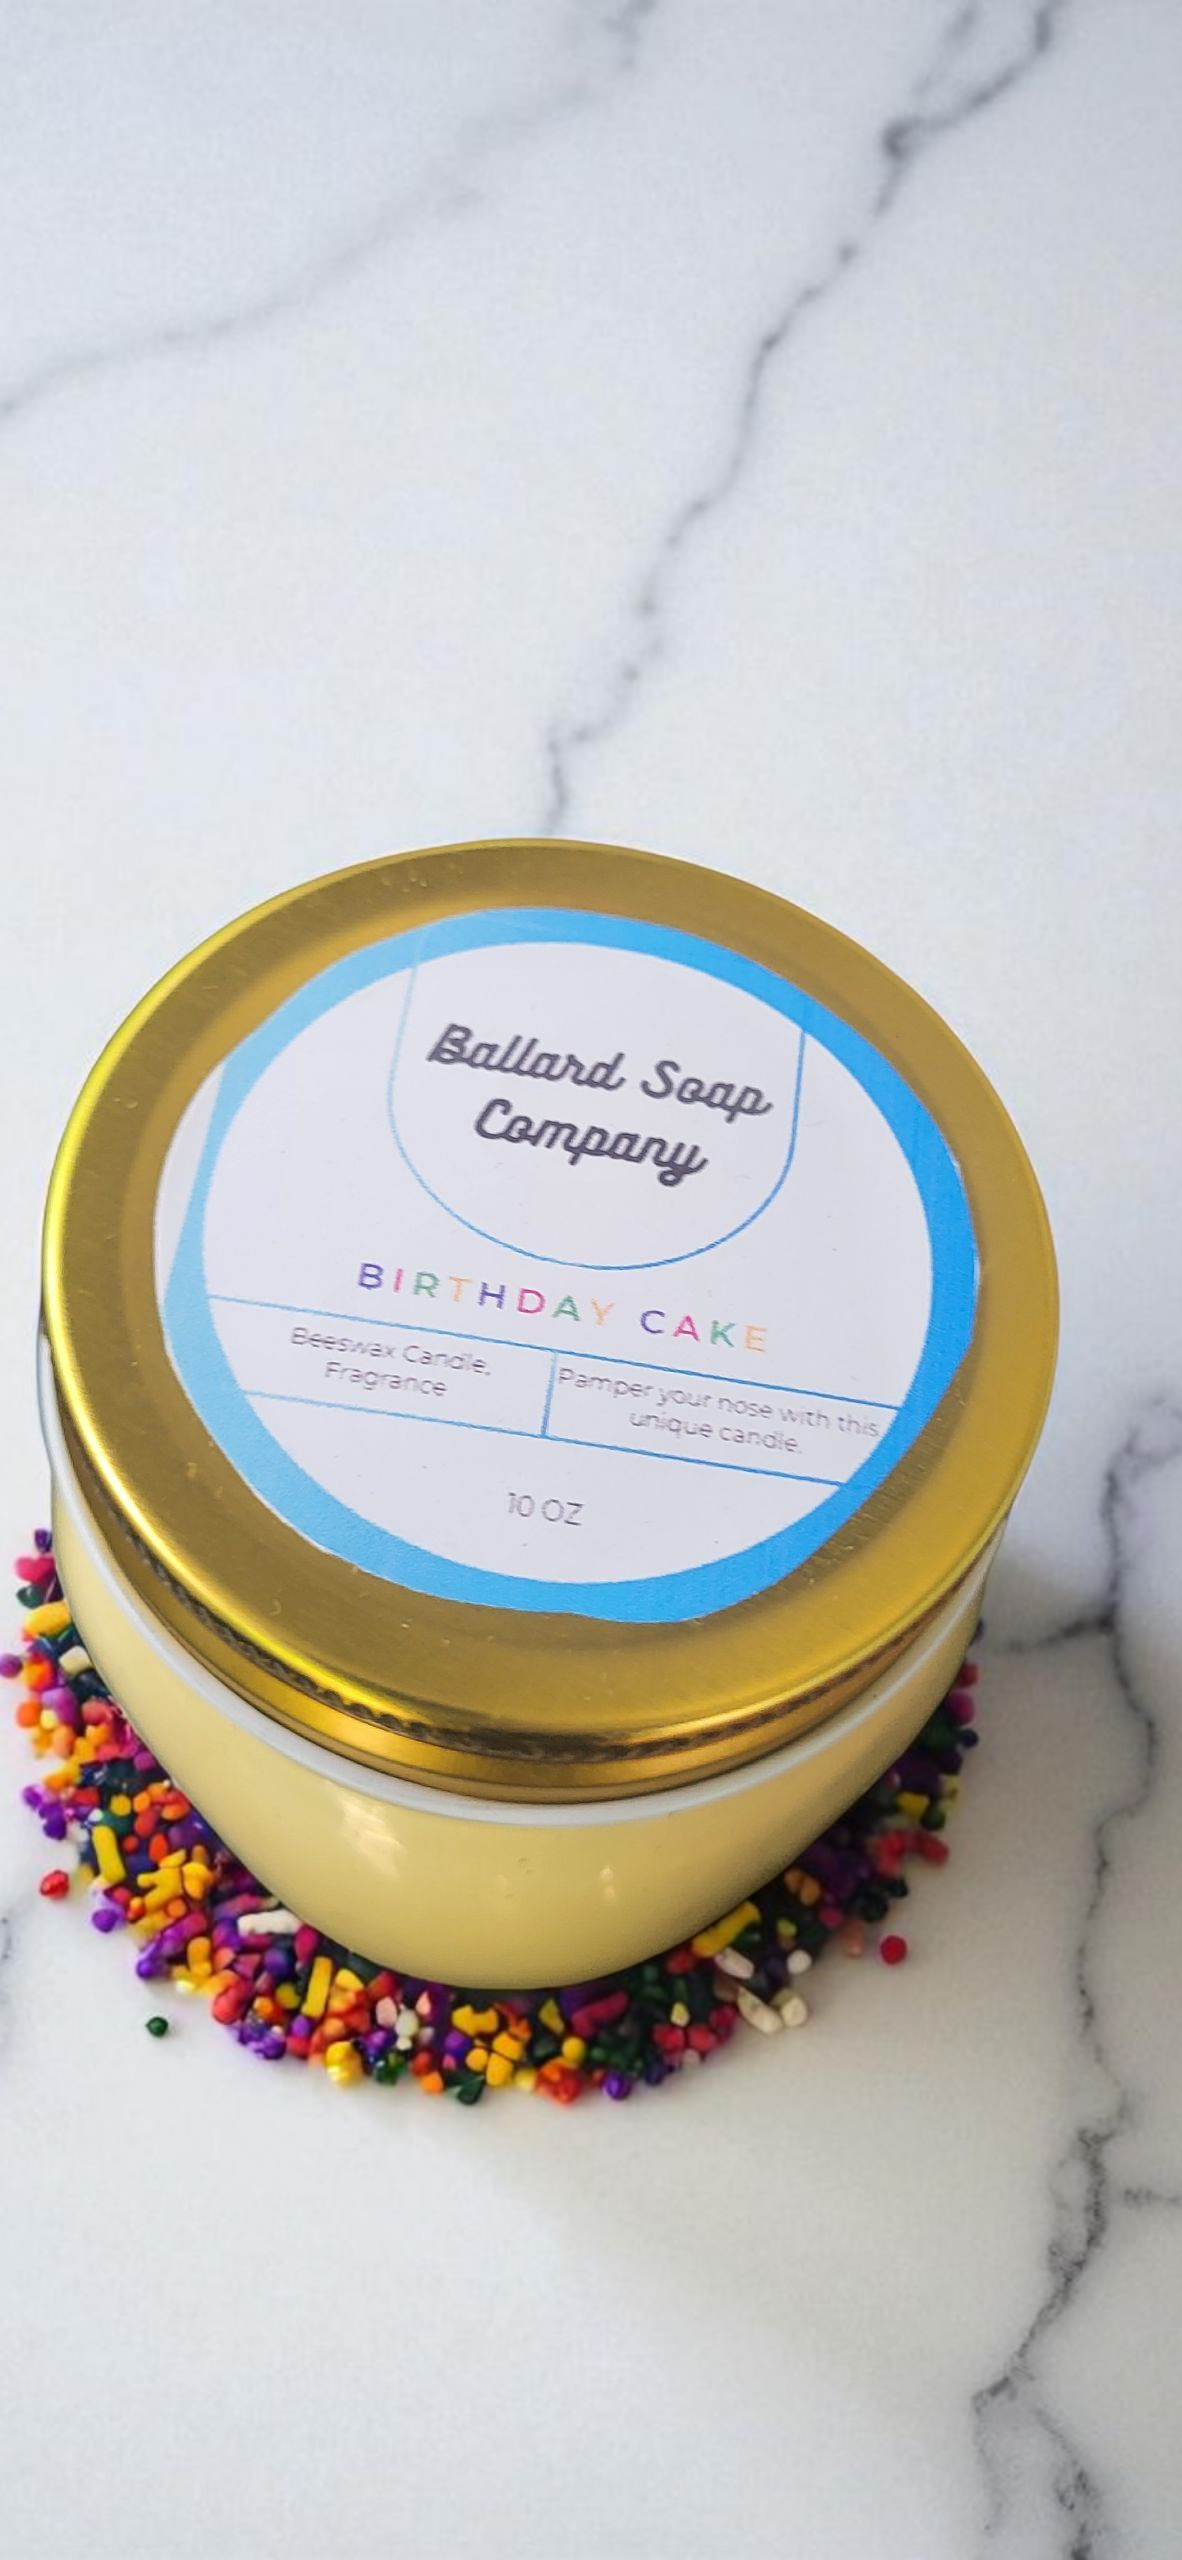 Ballard Soap
Company
BIRTHDAY CAKE
Beeswax Candle,
Fragrance
Pamper your nose with this
unique candle.
10 OZ